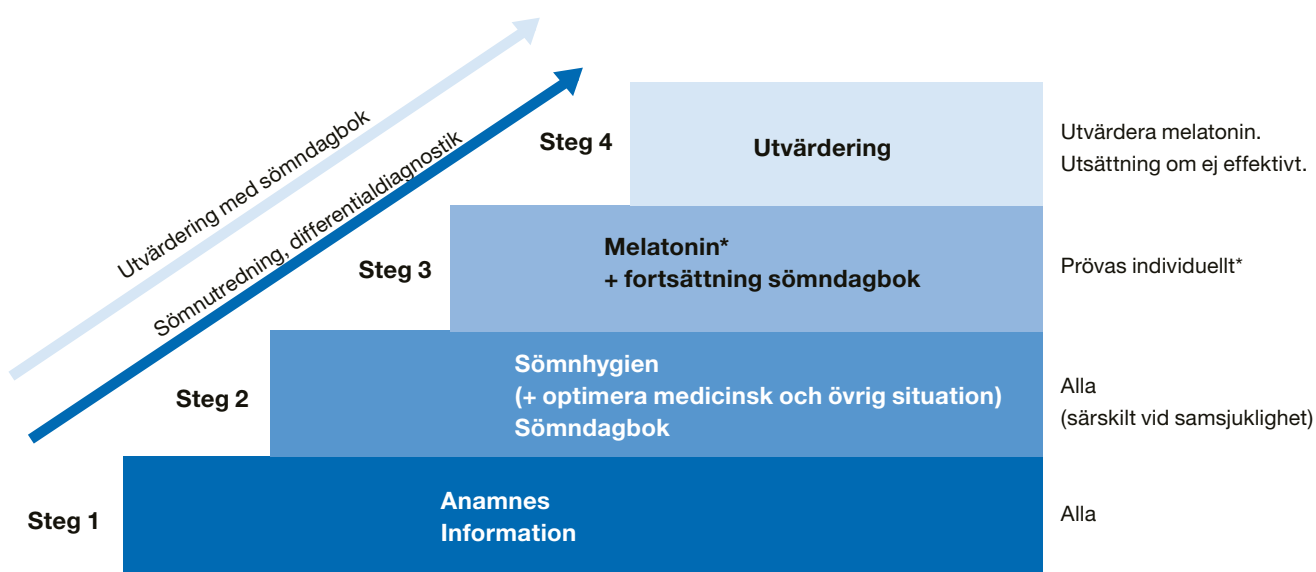 Utvärdering med sömndagbok
Sömnutredning, differentialdiagnostik
Steg 4
Utvärdering
Utvärdera melatonin.
Utsättning om ej effektivt.
Steg 3
Melatonin*
+ fortsättning sömndagbok
Prövas individuellt*
Steg 2
Sömnhygien
(+ optimera medicinsk och övrig situation)
Sömndagbok
Alla
(särskilt vid samsjuklighet)
Steg 1
Anamnes
Information
Alla